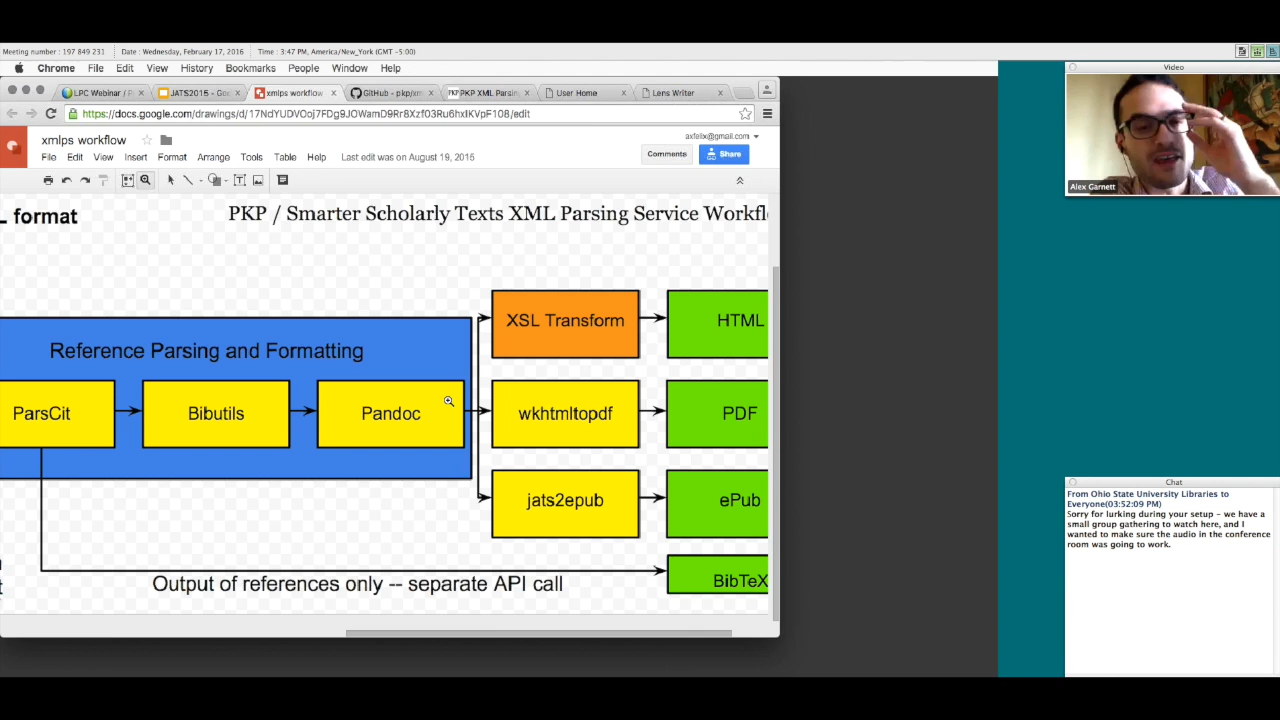 Meeting number : 197 849 231 Date : Wednesday, February 17, 2016 Time : 3:47 PM, America/New_York (GMT -5:00)
Chrome File Edit View History Bookmarks People Window Help
Video
LPC Webinar / P JATS2015 - Goo xmlps workflow GitHub - pkp/xm PKP XML Parsing User Home Lens Writer
https://docs.google.com/drawings/d/
xmlps workflow
axfelix@gmail.com
File Edit View Insert Format Arrange Tools Table Help Last edit was on August 19, 2015
Comments Share
Alex Garnett
L format
PKP / Smarter Scholarly Texts XML Parsing Service Workfl
XSL Transform
HTML
Reference Parsing and Formatting
ParsCit
Bibutils
Pandoc
wkhtmltopdf
PDF
jats2epub
ePub
BibTeX
Output of references only -- separate API call
Chat
From Ohio State University Libraries to
Everyone(03:52:09 PM)
Sorry for lurking during your setup - we have a
small group gathering to watch here, and I
wanted to make sure the audio in the conference
room was going to work.